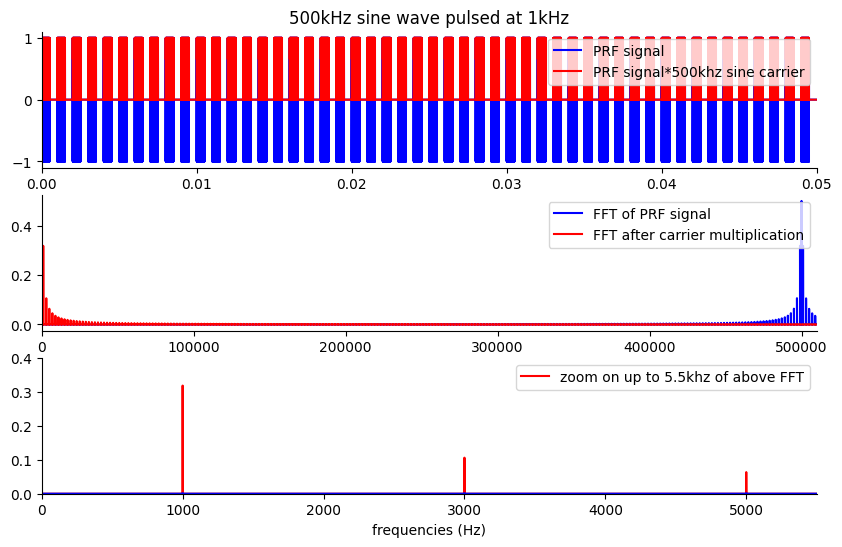 500kHz sine wave pulsed at 1kHz
1
0
−1
PRF signal
PRF signal*500khz sine carrier
0.00 0.01 0.02 0.03 0.04 0.05
0.4
0.2
0.0
FFT of PRF signal
FFT after carrier multiplication
0 100000 200000 300000 400000 500000
0.4
0.3
0.2
0.1
0.0
zoom on up to 5.5khz of above FFT
0 1000 2000 3000 4000 5000
frequencies (Hz)